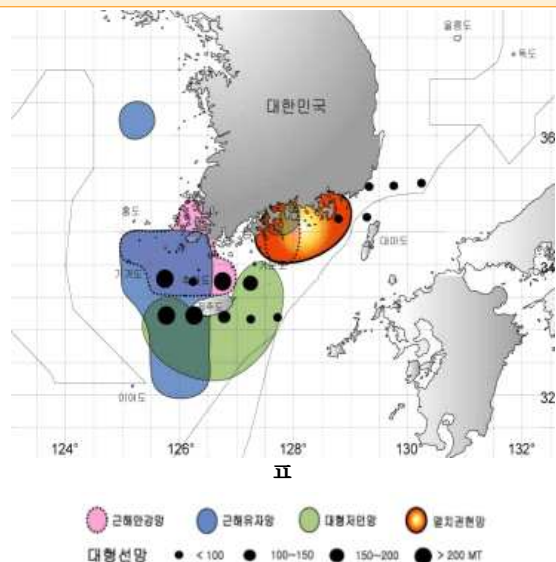 울릉도
독도
대한민국
36
홍도
대마도
34
가거도
거문도
제주도
이어도
32
124°
126°
128°
130°
132°
ㅍ
근해안강망
근해유자망
대형저인망
멸치권현망
대형선망
< 100
100~150
150~200
> 200 MT